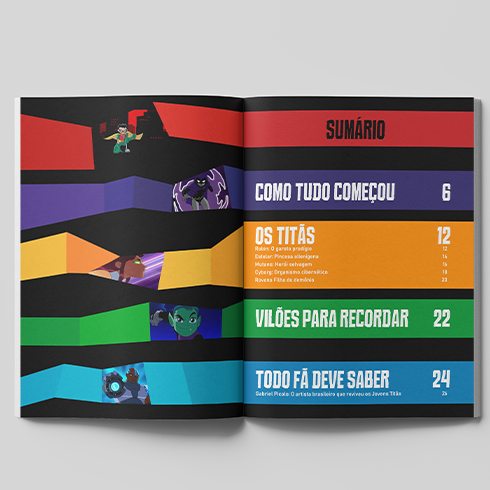 SUMÁRIO
COMO TUDO COMEÇOU 6
OS TITÃS 12
Robin: O garoto prodígio 12
Estelar: Princesa alienígena 14
Mutano: Herói selvagem 16
Cyborg: Organismo cibernético 18
Ravena Filha do demônio 20
VILÕES PARA RECORDAR 22
TODO FÃ DEVE SABER 24
Gabriel Picolo: O artista brasileiro que reviveu os Jovens Titãs 26